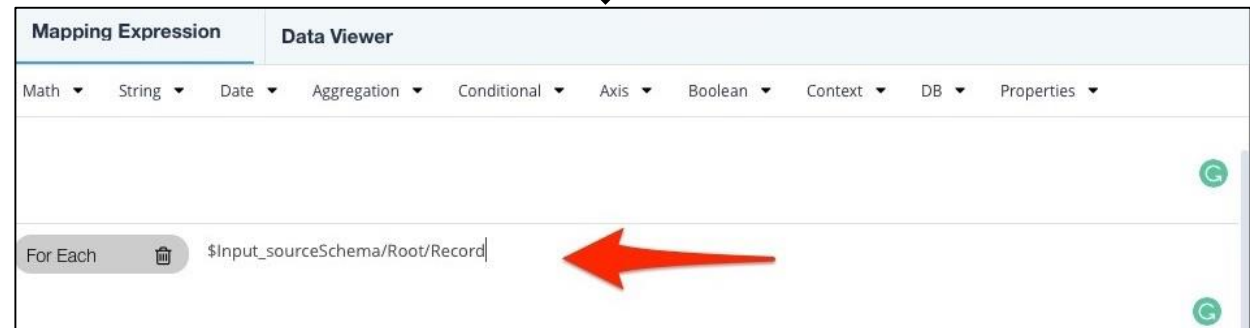 Mapping Expression Data Viewer
Math String Date Aggregation Conditional Axis Boolean Context DB Properties
For Each $Input_sourceSchema/Root/Record